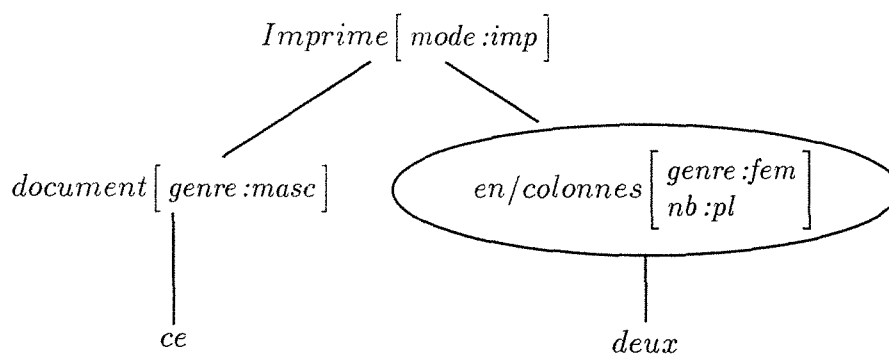 Imprime[ mode :imp ]
document[ genre :masc ]
en/colonnes[ genre :fem
nb :pl ]
ce
deux